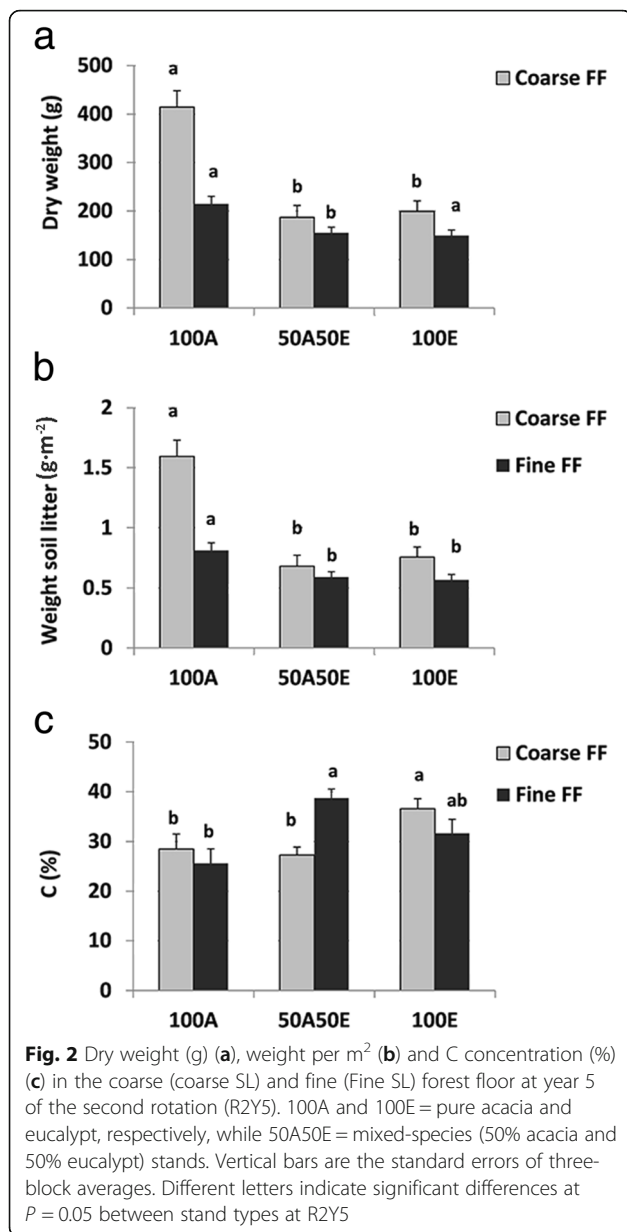 a
500
400
300
200
100
0
Dry weight (g)
Coarse FF
a
a
b
b
b
a
100A 50A50E 100E
b
2
1.5
1
0.5
0
Weight soil litter (g·m-2)
Coarse FF
Fine FF
a
a
b
b
b
b
100A 50A50E 100E
c
50
40
30
20
10
0
C (%)
Coarse FF
Fine FF
b
b
b
a
a
ab
100A 50A50E 100E
Fig. 2 Dry weight (g) (a), weight per m2 (b) and C concentration (%)
(c) in the coarse (coarse SL) and fine (Fine SL) forest floor at year 5
of the second rotation (R2Y5). 100A and 100E = pure acacia and
eucalypt, respectively, while 50A50E = mixed-species (50% acacia and
50% eucalypt) stands. Vertical bars are the standard errors of three-
block averages. Different letters indicate significant differences at
P = 0.05 between stand types at R2Y5